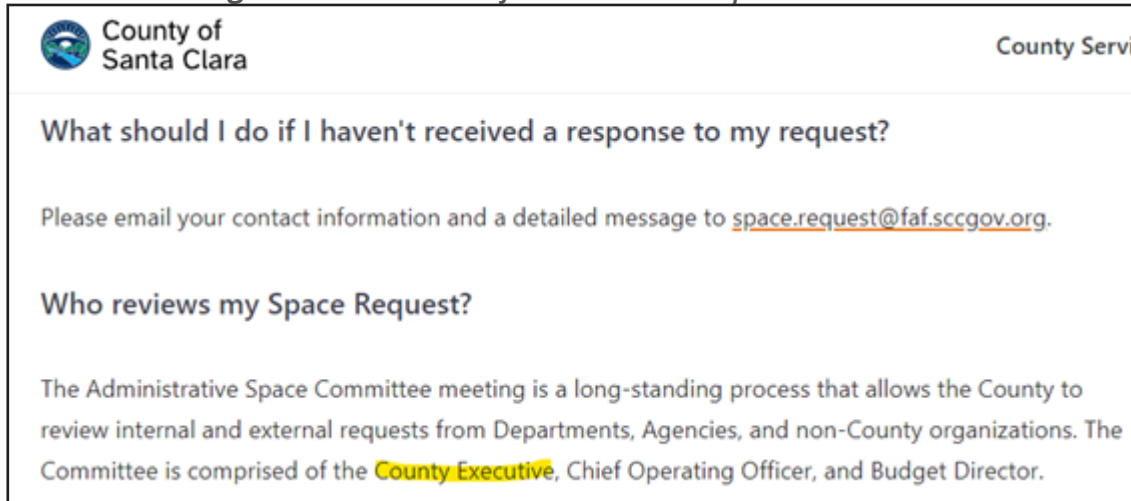 County of
Santa Clara
County Servi
What should I do if I haven't received a response to my request?
Please email your contact information and a detailed message to space.request@faf.sccgov.org.
Who reviews my Space Request?
The Administrative Space Committee meeting is a long-standing process that allows the County to
review internal and external requests from Departments, Agencies, and non-County organizations. The
Committee is comprised of the County Executive, Chief Operating Officer, and Budget Director.